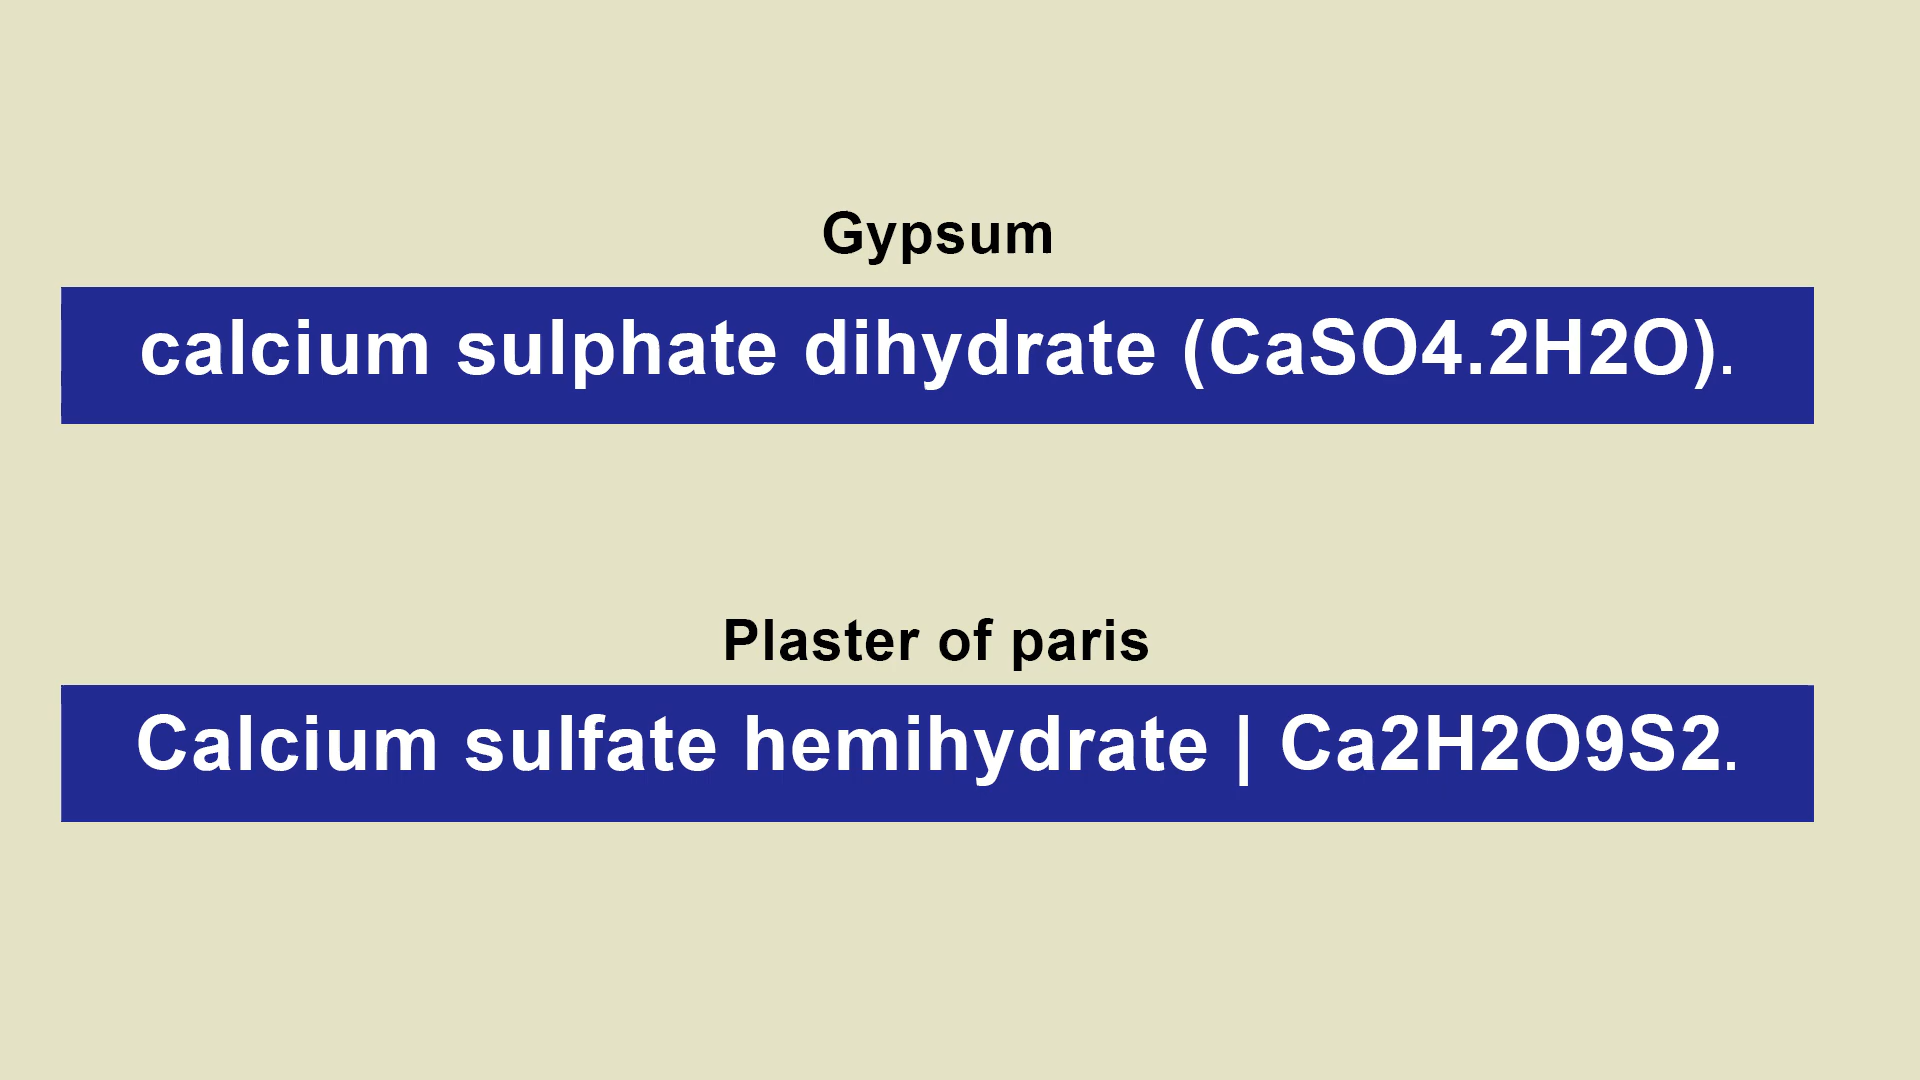 Gypsum
calcium sulphate dihydrate (CaSO4.2H2O).
Plaster of paris
Calcium sulfate hemihydrate | Ca2H2O9S2.